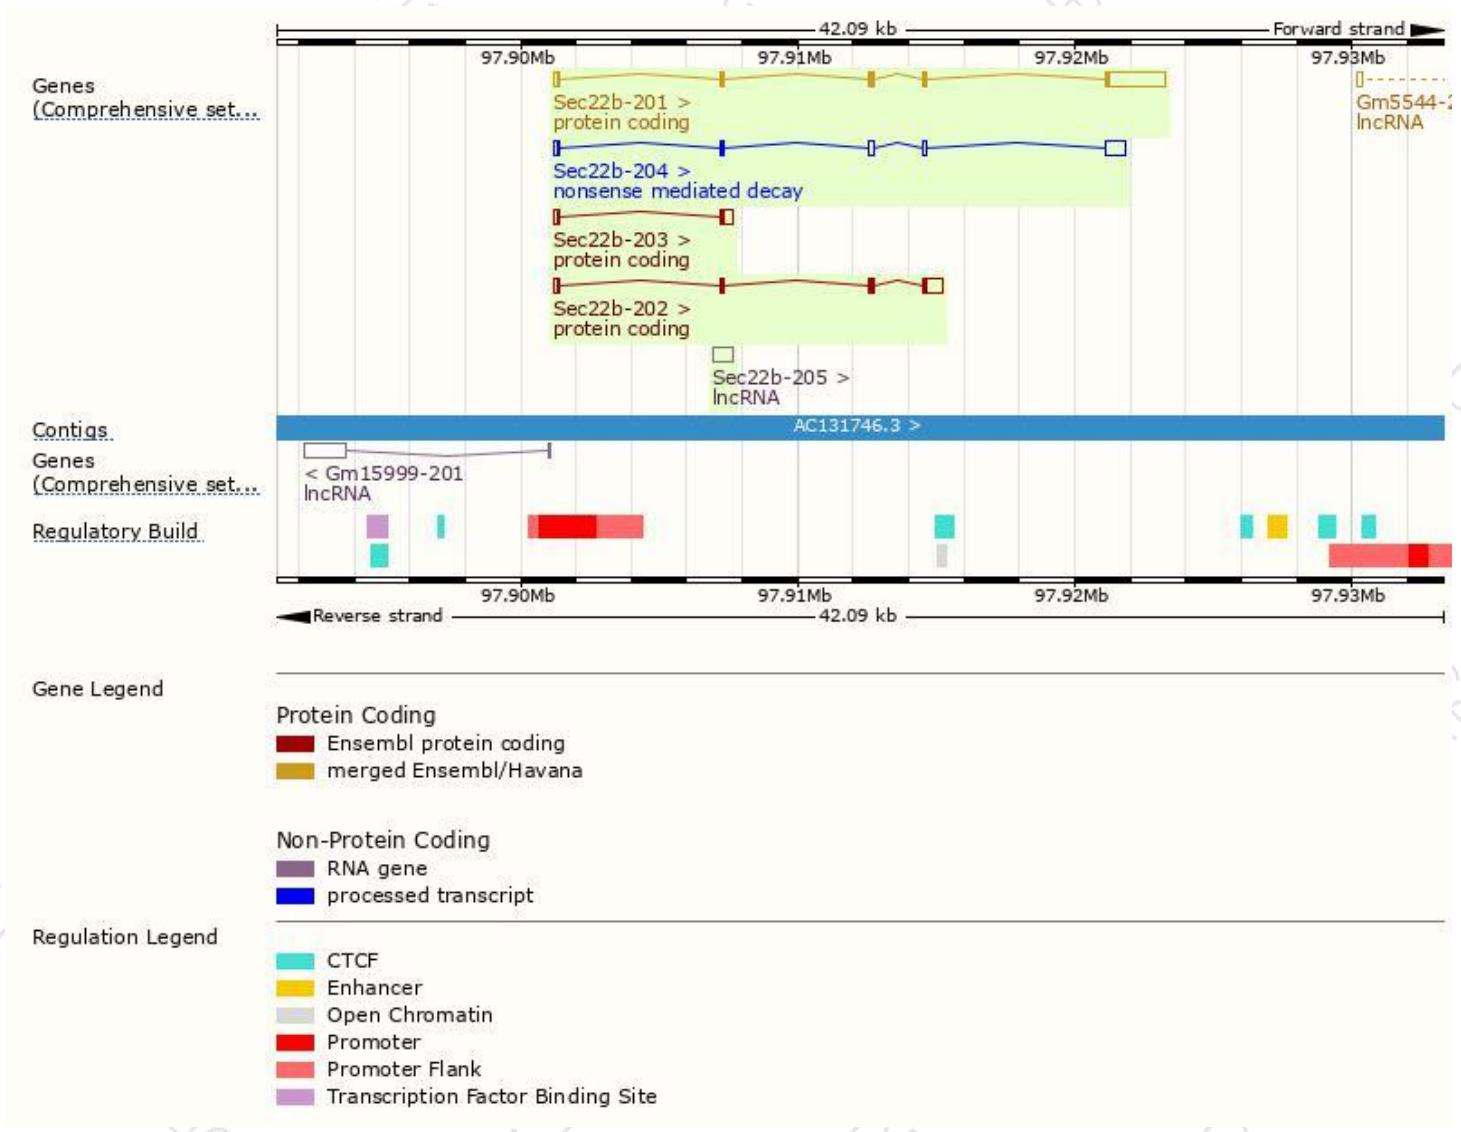 42.09 kb Forward strand
97.90Mb 97.91Mb 97.92Mb 97.93Mb
Genes
(Comprehensive set...
Sec22b-201 >
protein coding
Gm5544-2
lncRNA
Sec22b-204 >
nonsense mediated decay
Sec22b-203 >
protein coding
Sec22b-202 >
protein coding
Sec22b-205 >
lncRNA
Contigs
AC131746.3 >
Genes
(Comprehensive set...
< Gm15999-201
lncRNA
Regulatory Build
97.90Mb 97.91Mb 97.92Mb 97.93Mb
Reverse strand 42.09 kb
Gene Legend
Protein Coding
Ensembl protein coding
merged Ensembl/Havana
Non-Protein Coding
RNA gene
processed transcript
Regulation Legend
CTCF
Enhancer
Open Chromatin
Promoter
Promoter Flank
Transcription Factor Binding Site